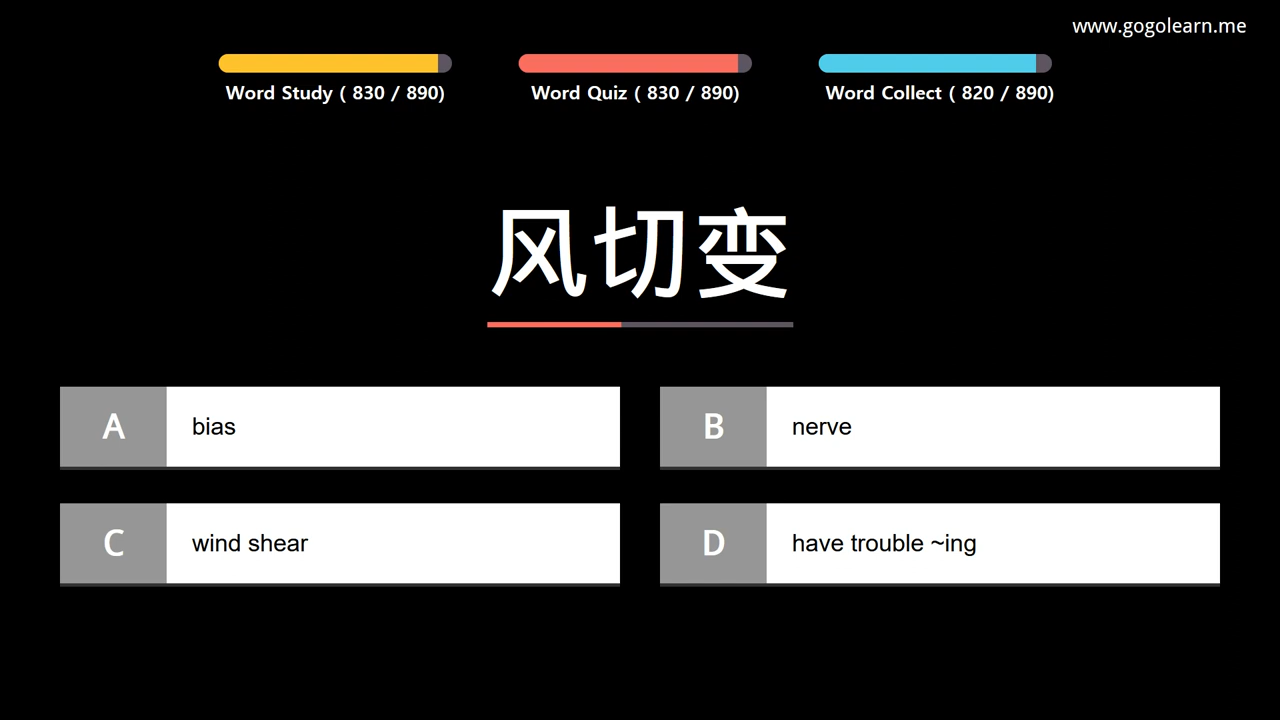 www.gogolearn.me
Word Study ( 830 / 890)
Word Quiz ( 830 / 890)
Word Collect ( 820 / 890)
风切变
A bias
B nerve
C wind shear
D have trouble ~ing